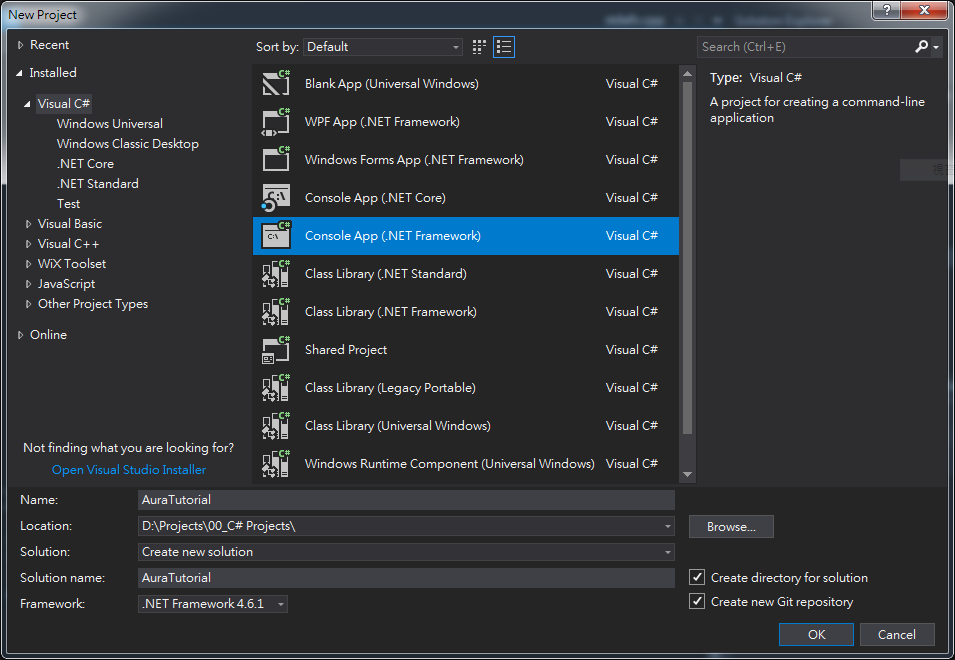 New Project
?
Recent
Installed
Visual C#
Windows Universal
Windows Classic Desktop
.NET Core
.NET Standard
Test
Visual Basic
Visual C++
WiX Toolset
JavaScript
Other Project Types
Online
Not finding what you are looking for?
Open Visual Studio Installer
Sort by: Default
Blank App (Universal Windows) Visual C#
WPF App (.NET Framework) Visual C#
Windows Forms App (.NET Framework) Visual C#
Console App (.NET Core) Visual C#
Console App (.NET Framework) Visual C#
Class Library (.NET Standard) Visual C#
Class Library (.NET Framework) Visual C#
Shared Project Visual C#
Class Library (Legacy Portable) Visual C#
Class Library (Universal Windows) Visual C#
Windows Runtime Component (Universal Windows) Visual C#
Search (Ctrl+E)
Type: Visual C#
A project for creating a command-line
application
Name: AuraTutorial
Location: D:\Projects\00_C# Projects\
Browse...
Solution: Create new solution
Solution name: AuraTutorial
Create directory for solution
Framework: .NET Framework 4.6.1
Create new Git repository
OK Cancel